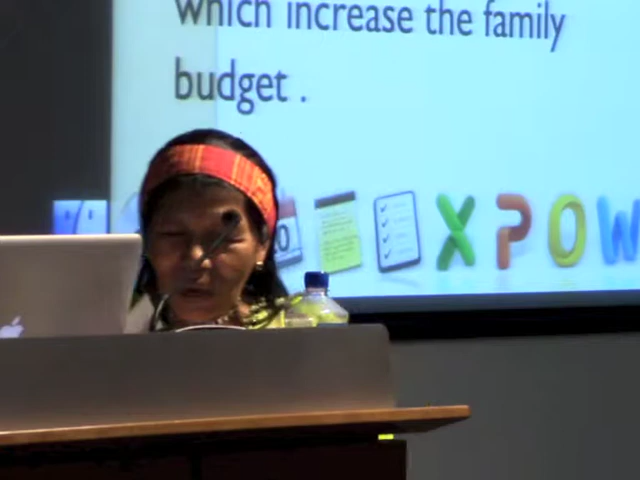 which increase the family
budget .
X P O W